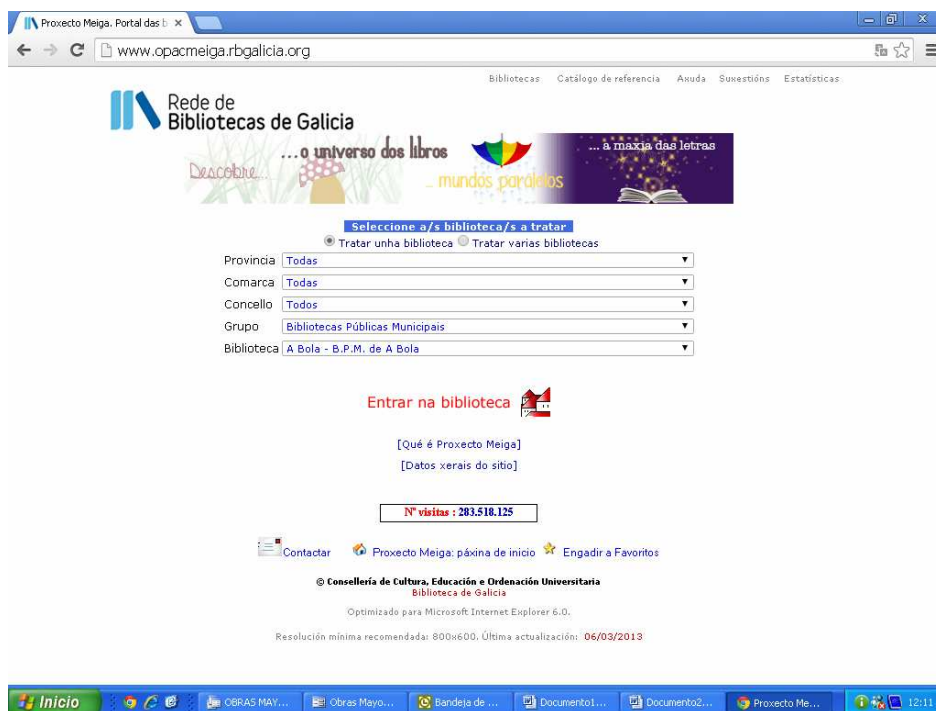 Proxecto Meiga. Portal das b
www.opacmeiga.rbgalicia.org
Bibliotecas Catálogo de referencia Axuda Suxestións Estatísticas
Rede de
Bibliotecas de Galicia
Descobre...
...o universo dos libros
... mundos paralelos
... a maxia das letras
Seleccione a/s biblioteca/s a tratar
Tratar unha biblioteca Tratar varias bibliotecas
Provincia Todas
Comarca Todas
Concello Todos
Grupo Bibliotecas Públicas Municipais
Biblioteca A Bola - B.P.M. de A Bola
Entrar na biblioteca
[Qué é Proxecto Meiga]
[Datos xerais do sitio]
Nº visitas : 283.518.125
Contactar Proxecto Meiga: páxina de inicio Engadir a Favoritos
© Consellería de Cultura, Educación e Ordenación Universitaria
Biblioteca de Galicia
Optimizado para Microsoft Internet Explorer 6.0.
Resolución mínima recomendada: 800x600. Última actualización: 06/03/2013
Inicio OBRAS MAY... Obras Mayo... Bandeja de ... Documento1... Documento2... Proxecto Me... 12:11